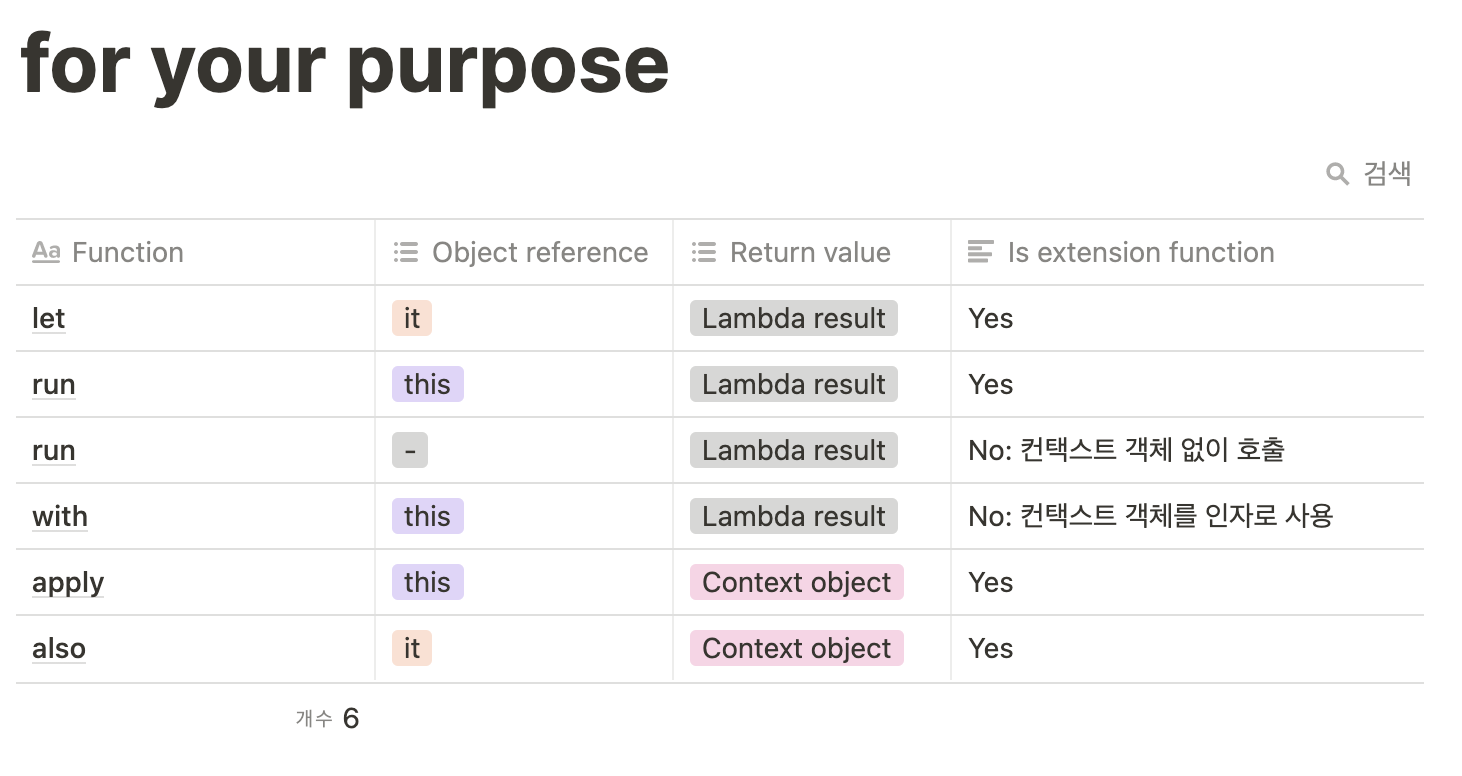 for your purpose
검색
Aa Function Object reference Return value Is extension function
let it Lambda result Yes
run this Lambda result Yes
run - Lambda result No: 컨택스트 객체 없이 호출
with this Lambda result No: 컨택스트 객체를 인자로 사용
apply this Context object Yes
also it Context object Yes
개수 6